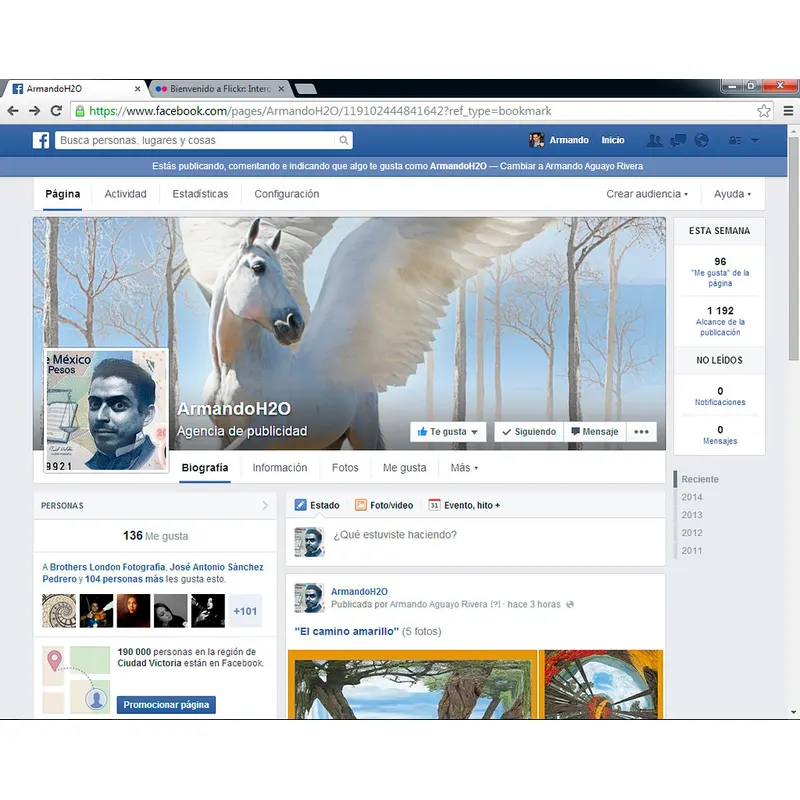 ArmandoH2O
Bienvenido a Flickr: Interc
https://www.facebook.com/pages/ArmandoH2O/119102444841642?ref_type=bookmark
Busca personas, lugares y cosas
Armando
Inicio
Estás publicando, comentando e indicando que algo te gusta como ArmandoH2O — Cambiar a Armando Aguayo Rivera
Página
Actividad
Estadísticas
Configuración
Crear audiencia
Ayuda
e México
Pesos
9921
20
ArmandoH2O
Agencia de publicidad
Te gusta
Siguiendo
Mensaje
Biografía
Información
Fotos
Me gusta
Más
ESTA SEMANA
96
"Me gusta" de la
página
1 192
Alcance de la
publicación
NO LEÍDOS
0
Notificaciones
0
Mensajes
Reciente
2014
2013
2012
2011
PERSONAS
136 Me gusta
A Brothers London Fotografia, José Antonio Sánchez
Pedrero y 104 personas más les gusta esto.
+101
190 000 personas en la región de
Ciudad Victoria están en Facebook.
Promocionar página
Estado
Foto/video
31
Evento, hito +
¿Qué estuviste haciendo?
ArmandoH2O
Publicada por Armando Aguayo Rivera [?] · hace 3 horas
"El camino amarillo" (5 fotos)